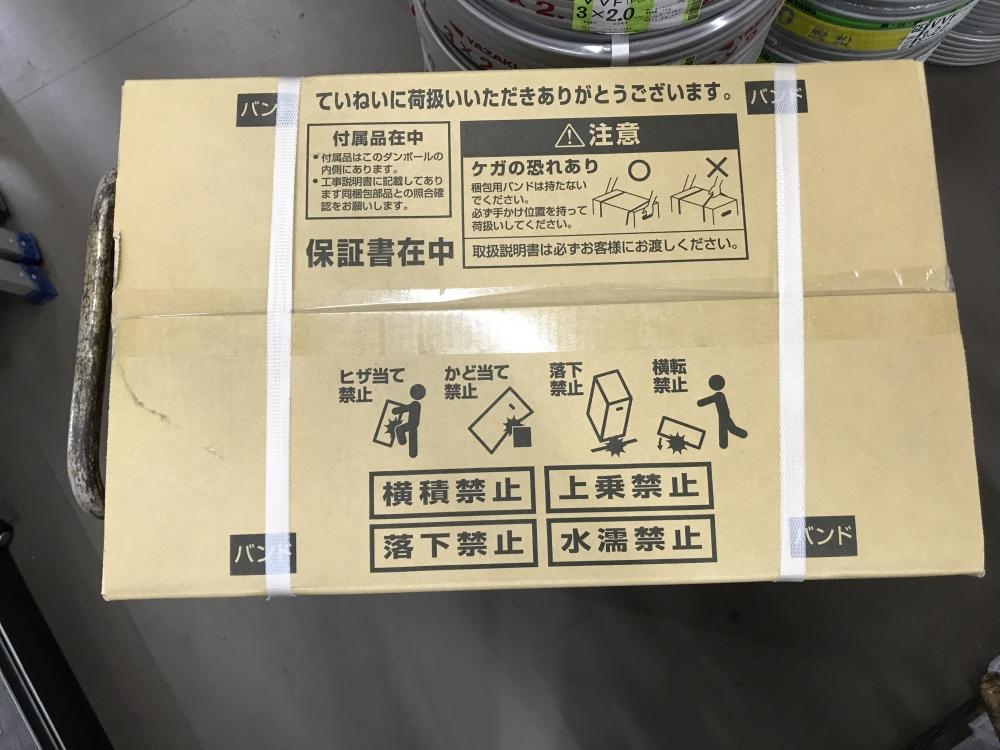 3×2.0
YAZAKI
ていねいに荷扱いいただきありがとうございます。
バンド
バンド
付属品在中
•付属品はこのダンボールの
内側にあります。
•工事説明書に記載してあり
ます同梱包部品との照合確
認をお願いします。
保証書在中
⚠注意
ケガの恐れあり
○
×
梱包用バンドは持たない
でください。
必ず手かけ位置を持って
荷扱いしてください。
取扱説明書は必ずお客様にお渡しください。
ヒザ当て
禁止
かど当て
禁止
落下
禁止
横転
禁止
横積禁止
上乗禁止
落下禁止
水濡禁止
バンド
バンド